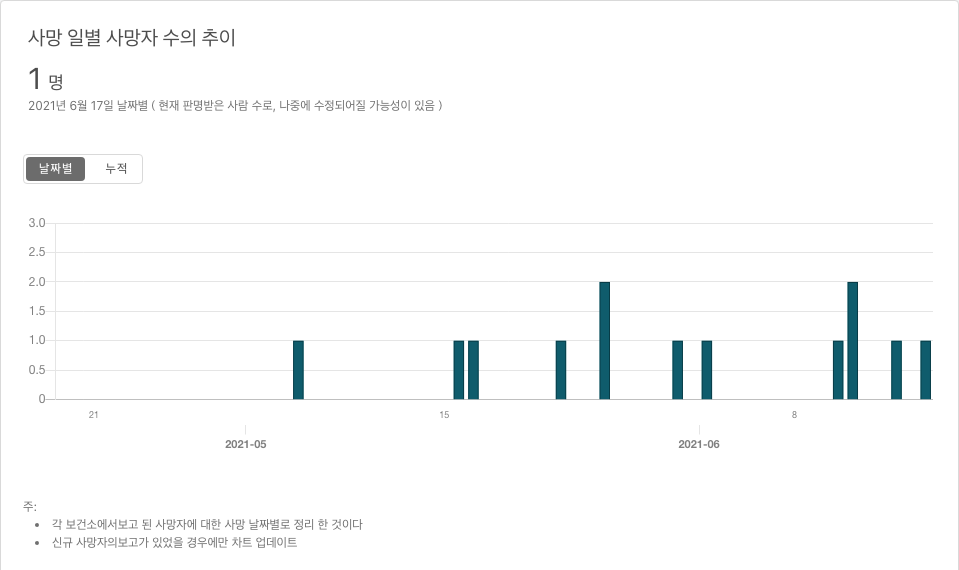 사망 일별 사망자 수의 추이
1 명
2021년 6월 17일 날짜별 ( 현재 판명받은 사람 수로, 나중에 수정되어질 가능성이 있음 )
날짜별 누적
3.0
2.5
2.0
1.5
1.0
0.5
0
21 15 8
2021-05 2021-06
주:
• 각 보건소에서보고 된 사망자에 대한 사망 날짜별로 정리 한 것이다
• 신규 사망자의보고가 있었을 경우에만 차트 업데이트